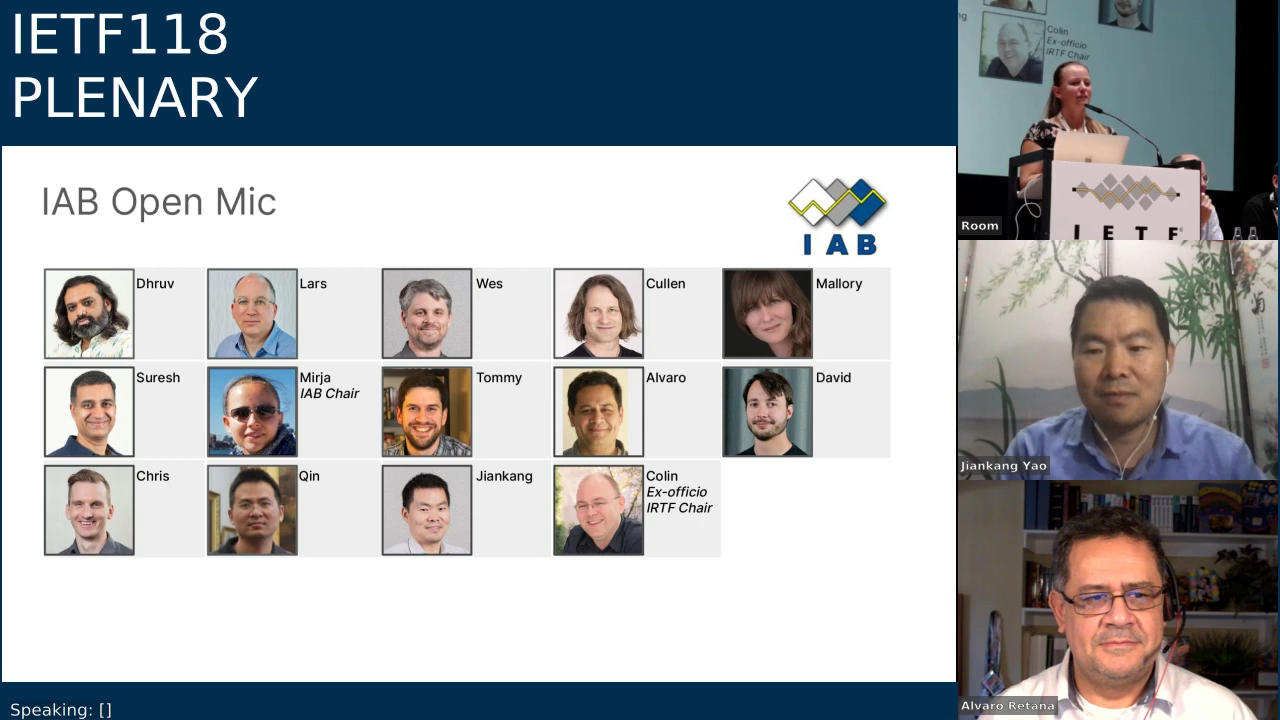 IETF118
PLENARY
IAB Open Mic
IAB
Dhruv
Lars
Wes
Cullen
Mallory
Suresh
Mirja
IAB Chair
Tommy
Alvaro
David
Chris
Qin
Jiankang
Colin
Ex-officio
IRTF Chair
Speaking: []
Colin
Ex-officio
IRTF Chair
IETF
Room
Jiankang Yao
Alvaro Retana